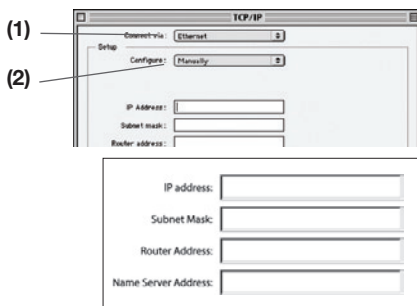 TCP/IP
(1)
Connect via: Ethernet
Setup
(2)
Configure: Manually
IP Address:
Subnet mask:
Router address:
IP address:
Subnet Mask:
Router Address:
Name Server Address: